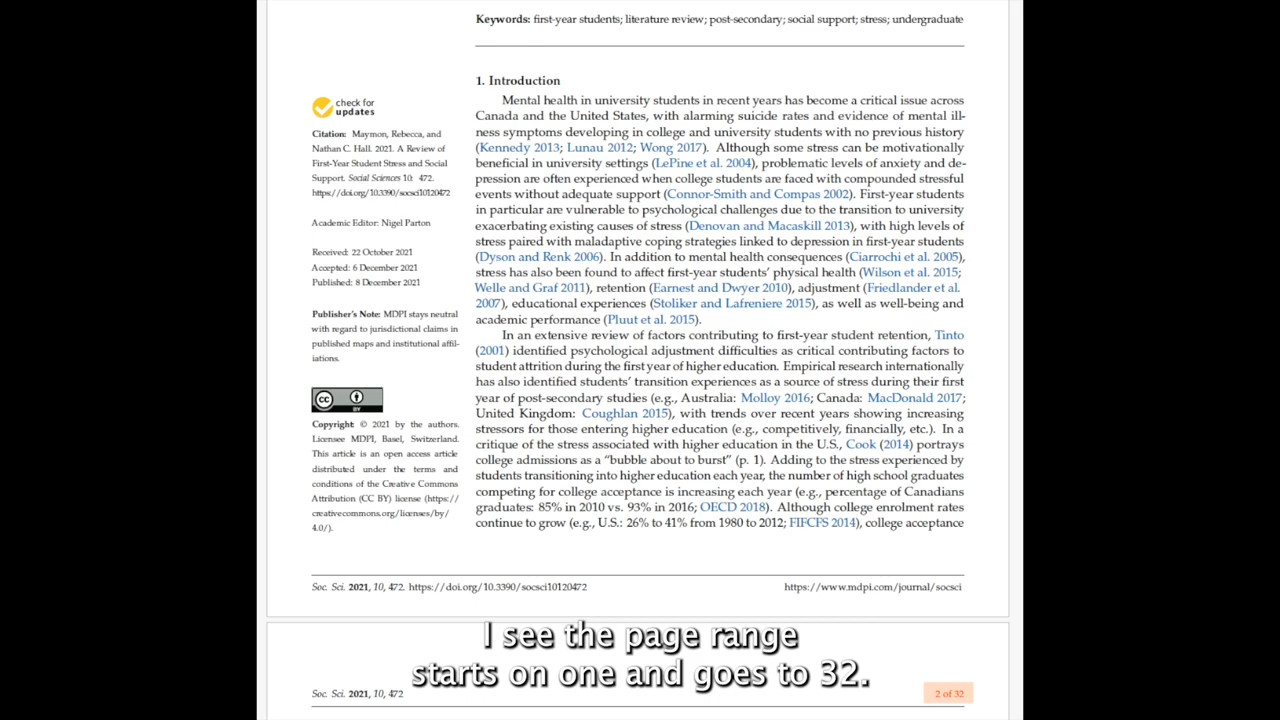 Keywords: first-year students; literature review; post-secondary; social support; stress; undergraduate
check for
updates
Citation: Maymon, Rebecca, and
Nathan C. Hall. 2021. A Review of
First-Year Student Stress and Social
Support. Social Sciences 10: 472.
https://doi.org/10.3390/socsci10120472
Academic Editor: Nigel Parton
Received: 22 October 2021
Accepted: 6 December 2021
Published: 8 December 2021
Publisher's Note: MDPI stays neutral
with regard to jurisdictional claims in
published maps and institutional affil-
iations.
CC BY
Copyright: © 2021 by the authors.
Licensee MDPI, Basel, Switzerland.
This article is an open access article
distributed under the terms and
conditions of the Creative Commons
Attribution (CC BY) license (https://
creativecommons.org/licenses/by/
4.0/).
1. Introduction
Mental health in university students in recent years has become a critical issue across
Canada and the United States, with alarming suicide rates and evidence of mental ill-
ness symptoms developing in college and university students with no previous history
(Kennedy 2013; Lunau 2012; Wong 2017). Although some stress can be motivationally
beneficial in university settings (LePine et al. 2004), problematic levels of anxiety and de-
pression are often experienced when college students are faced with compounded stressful
events without adequate support (Connor-Smith and Compas 2002). First-year students
in particular are vulnerable to psychological challenges due to the transition to university
exacerbating existing causes of stress (Denovan and Macaskill 2013), with high levels of
stress paired with maladaptive coping strategies linked to depression in first-year students
(Dyson and Renk 2006). In addition to mental health consequences (Ciarrochi et al. 2005),
stress has also been found to affect first-year students' physical health (Wilson et al. 2015;
Welle and Graf 2011), retention (Earnest and Dwyer 2010), adjustment (Friedlander et al.
2007), educational experiences (Stoliker and Lafreniere 2015), as well as well-being and
academic performance (Pluut et al. 2015).
In an extensive review of factors contributing to first-year student retention, Tinto
(2001) identified psychological adjustment difficulties as critical contributing factors to
student attrition during the first year of higher education. Empirical research internationally
has also identified students' transition experiences as a source of stress during their first
year of post-secondary studies (e.g., Australia: Molloy 2016; Canada: MacDonald 2017;
United Kingdom: Coughlan 2015), with trends over recent years showing increasing
stressors for those entering higher education (e.g., competitively, financially, etc.). In a
critique of the stress associated with higher education in the U.S., Cook (2014) portrays
college admissions as a “bubble about to burst” (p. 1). Adding to the stress experienced by
students transitioning into higher education each year, the number of high school graduates
competing for college acceptance is increasing each year (e.g., percentage of Canadians
graduates: 85% in 2010 vs. 93% in 2016; OECD 2018). Although college enrolment rates
continue to grow (e.g., U.S.: 26% to 41% from 1980 to 2012; FIFCFS 2014), college acceptance
Soc. Sci. 2021, 10, 472. https://doi.org/10.3390/socsci10120472
https://www.mdpi.com/journal/socsci
I see the page range
starts on one and goes to 32.
Soc. Sci. 2021, 10, 472
2 of 32